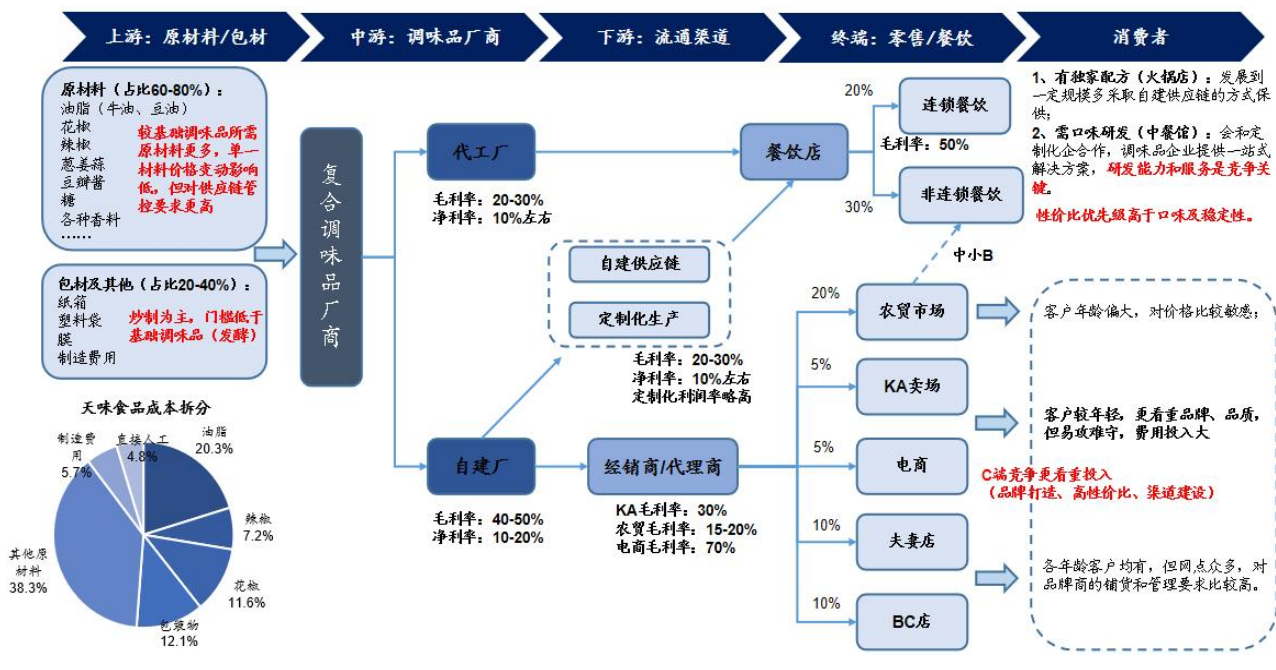 上游：原材料/包材
中游：调味品厂商
下游：流通渠道
终端：零售/餐饮
消费者
原材料（占比60-80%）：
油脂（牛油、豆油）
花椒
辣椒
葱姜蒜
豆瓣酱
糖
各种香料
……
较基础调味品所需
原材料更多，单一
材料价格变动影响
低，但对供应链管
控要求更高
包材及其他（占比20-40%）：
纸箱
塑料袋
膜
制造费用
炒制为主，门槛低于
基础调味品（发酵）
天味食品成本拆分
油脂
20.3%
辣椒
7.2%
花椒
11.6%
包装物
12.1%
其他原
材料
38.3%
制造费
用
5.7%
直接人工
4.8%
复合调味品厂商
代工厂
毛利率：20-30%
净利率：10%左右
自建供应链
定制化生产
毛利率：20-30%
净利率：10%左右
定制化利润率略高
自建厂
毛利率：40-50%
净利率：10-20%
经销商/代理商
KA毛利率：30%
农贸毛利率：15-20%
电商毛利率：70%
餐饮店
20%
连锁餐饮
毛利率：50%
30%
非连锁餐饮
中小B
20%
农贸市场
5%
KA卖场
5%
电商
10%
夫妻店
10%
BC店
1、有独家配方（火锅店）：发展到
一定规模多采取自建供应链的方式保
供；
2、需口味研发（中餐馆）：会和定
制化企合作，调味品企业提供一站式
解决方案，研发能力和服务是竞争关
键。
性价比优先级高于口味及稳定性。
客户年龄偏大，对价格比较敏感；
客户较年轻，更看重品牌、品质，
但易攻难守，费用投入大
C端竞争更看重投入
（品牌打造、高性价比、渠道建设）
各年龄客户均有，但网点众多，对
品牌商的铺货和管理要求比较高。